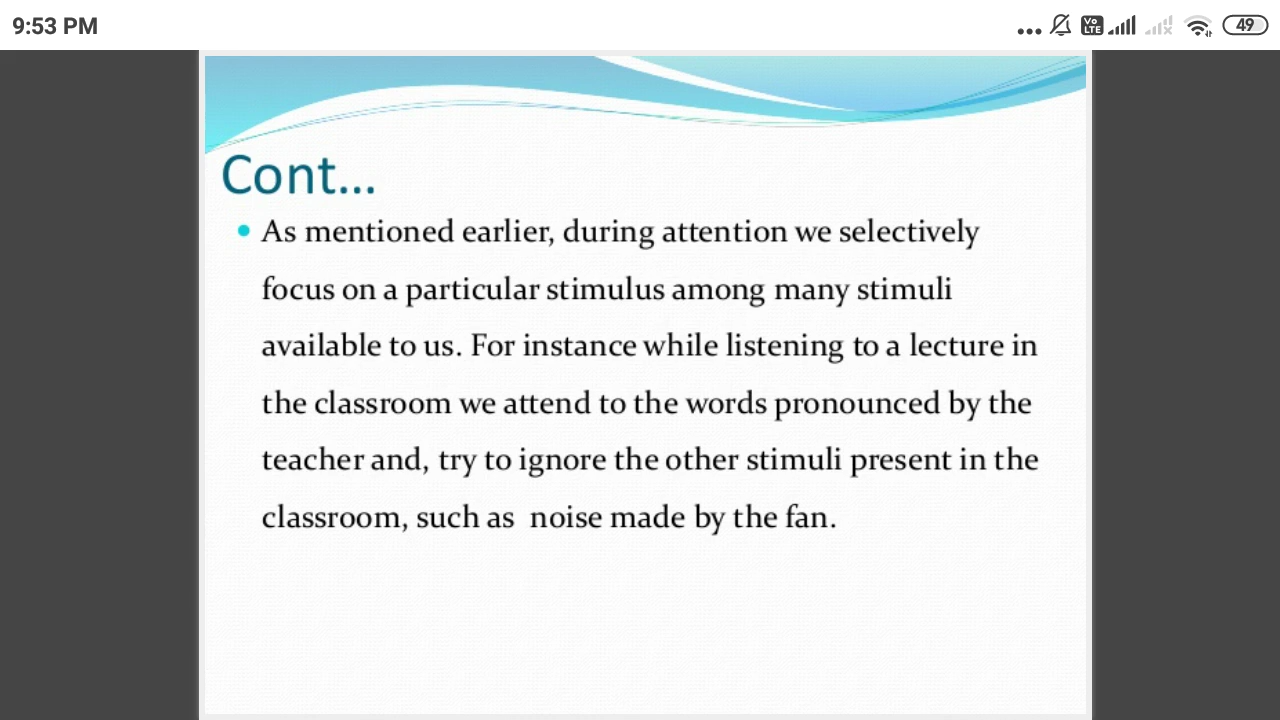 9:53 PM
... Vo LTE 49
Cont...
• As mentioned earlier, during attention we selectively
focus on a particular stimulus among many stimuli
available to us. For instance while listening to a lecture in
the classroom we attend to the words pronounced by the
teacher and, try to ignore the other stimuli present in the
classroom, such as  noise made by the fan.